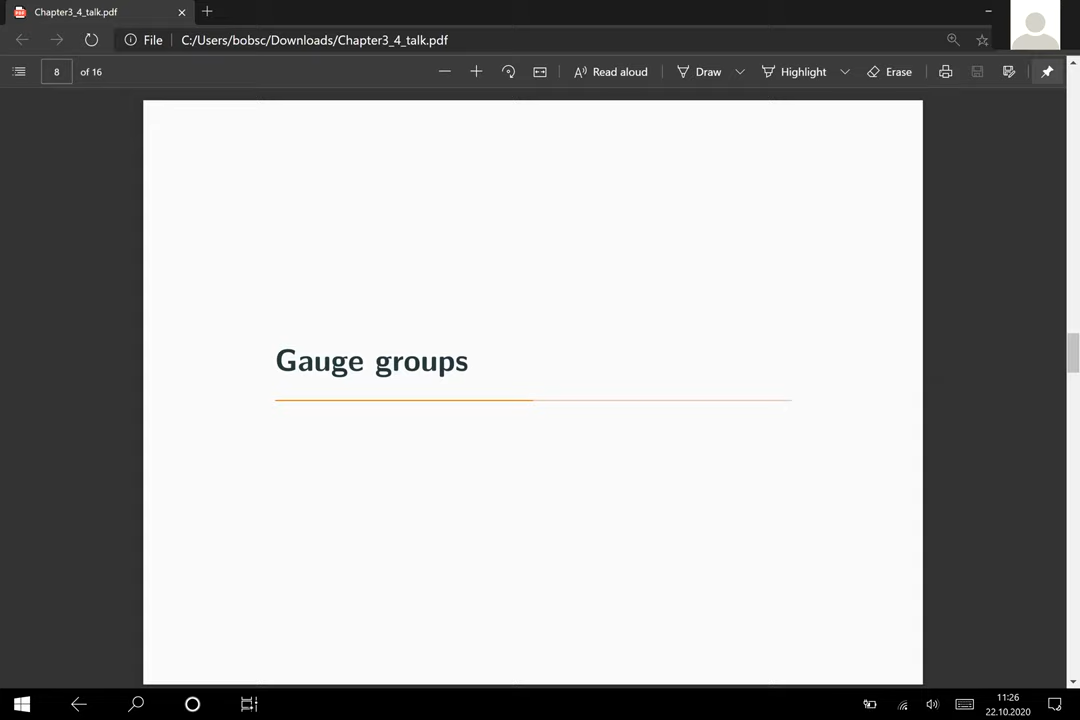 Chapter3_4_talk.pdf
File
C:/Users/bobsc/Downloads/Chapter3_4_talk.pdf
8 of 16
Read aloud
Draw
Highlight
Erase
Gauge groups
11:26
22.10.2020